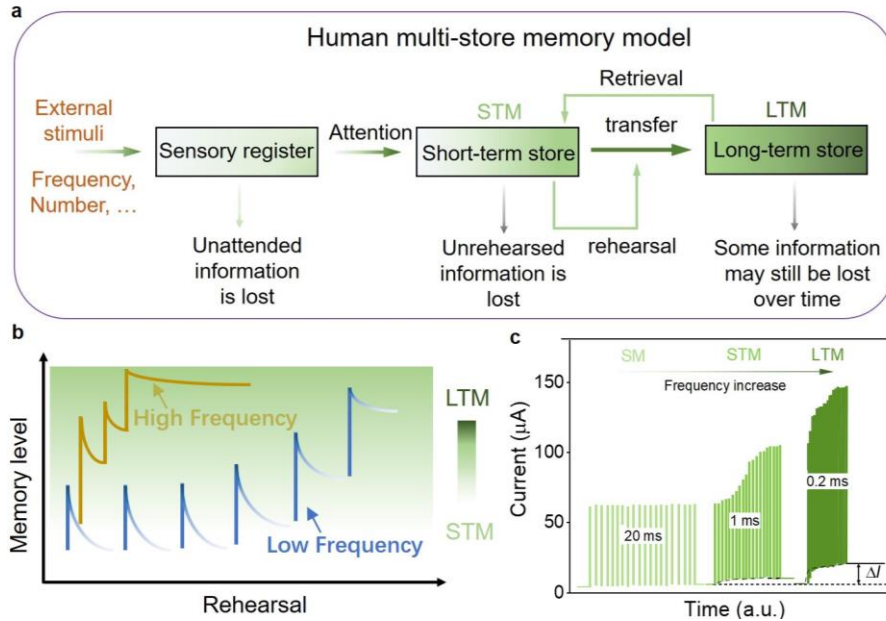 a
Human multi-store memory model
Retrieval
External
stimuli
STM
LTM
Attention
transfer
Sensory register
Short-term store
Long-term store
Frequency,
Number, …
rehearsal
Unattended
information
is lost
Unrehearsed
information is
lost
Some information
may still be lost
over time
b
High Frequency
Low Frequency
LTM
STM
Memory level
Rehearsal
c
SM
STM
LTM
Frequency increase
150
100
50
0
Current (μA)
20 ms
1 ms
0.2 ms
ΔI
Time (a.u.)